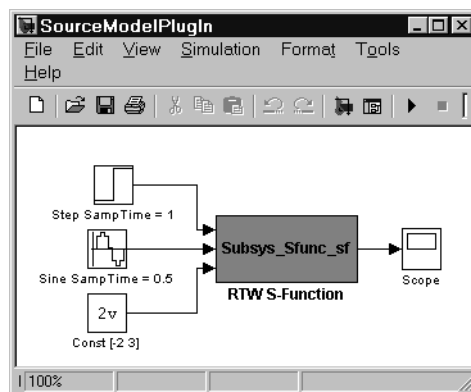 SourceModelPlugIn
File Edit View Simulation Format Tools
Help
Step SampTime = 1
Sine SampTime = 0.5
2v
Const [-2 3]
Subsys_Sfunc_sf
RTW S-Function
Scope
100%